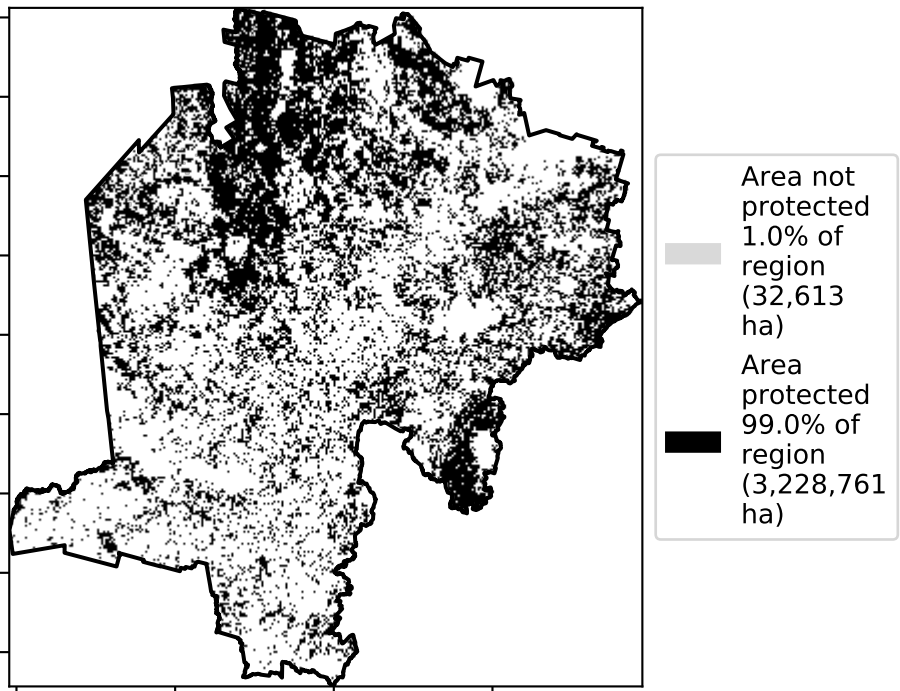 Area not
protected
1.0% of
region
(32,613
ha)
Area
protected
99.0% of
region
(3,228,761
ha)